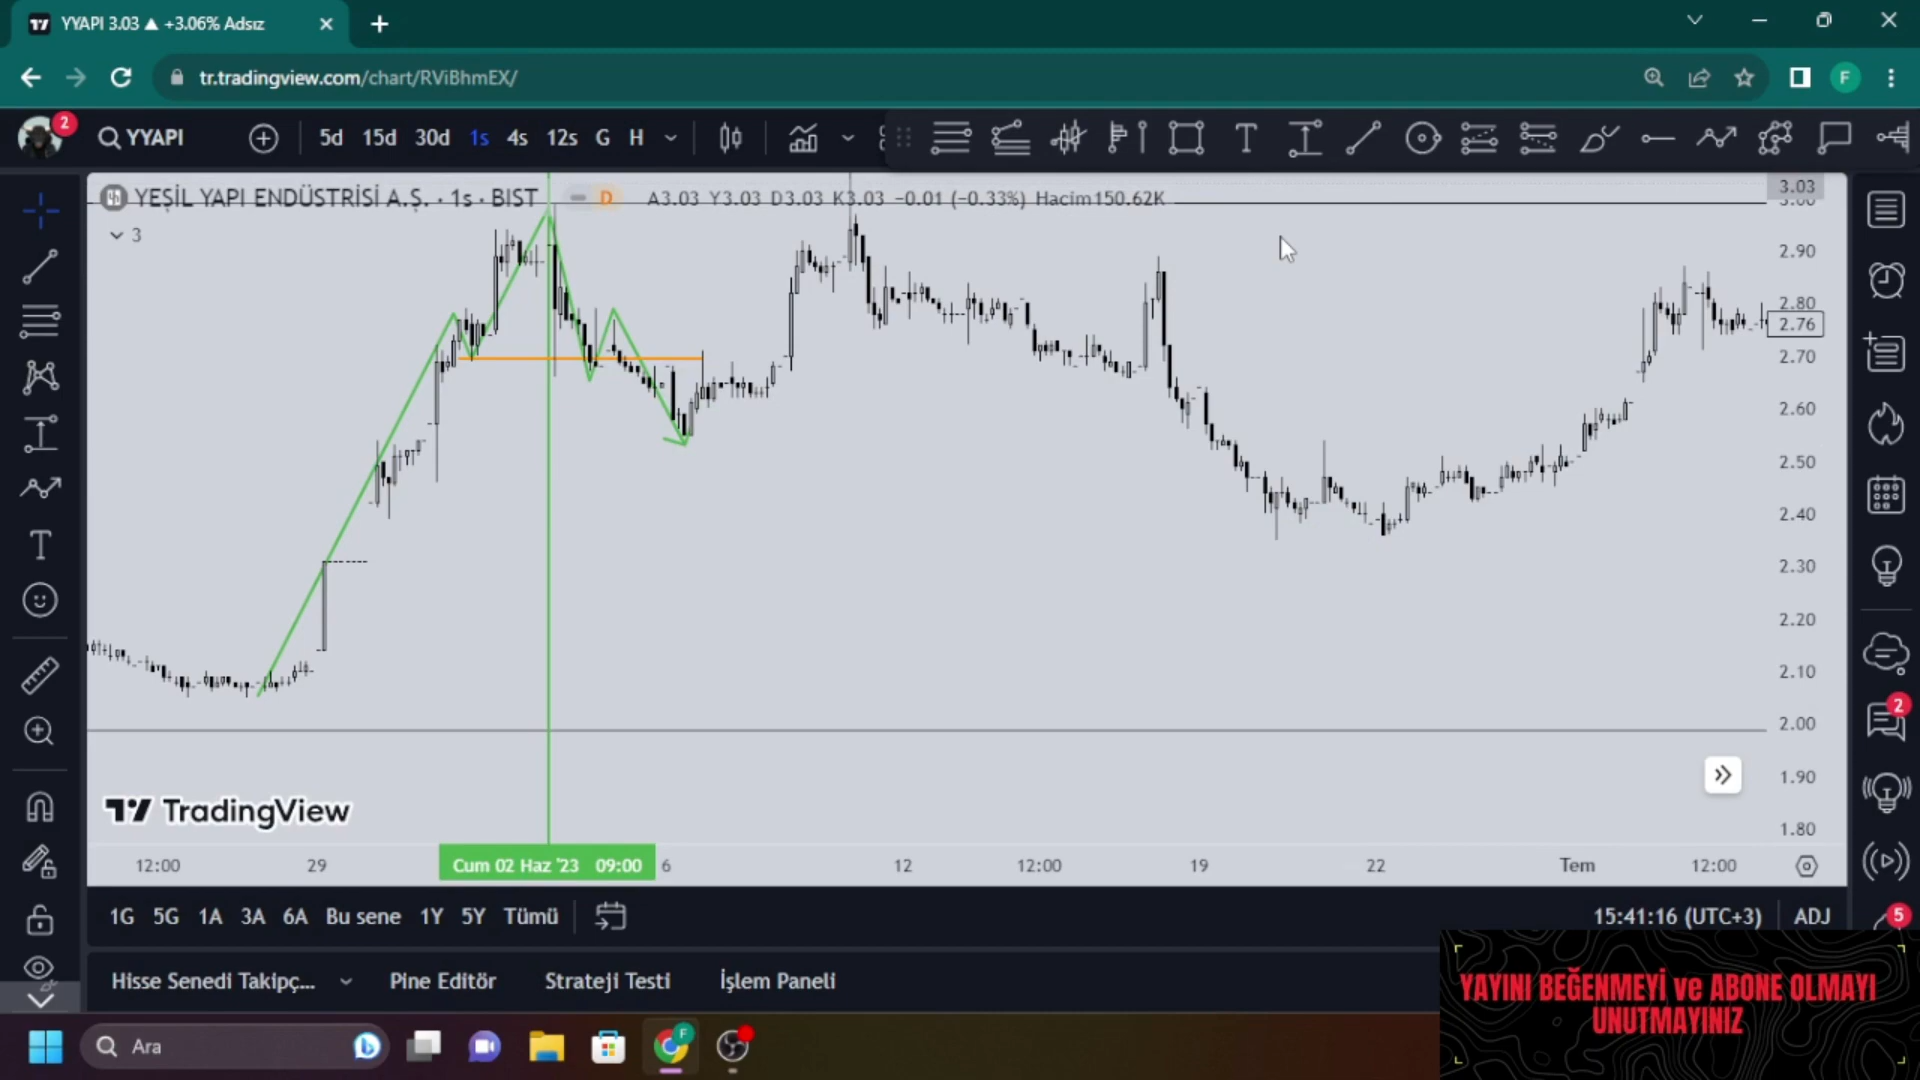 YYAPI 3.03 ▲ +3.06% Adsız
tr.tradingview.com/chart/RViBhmEX/
F
2
YYAPI
5d 15d 30d 1s 4s 12s G H
YEŞİL YAPI ENDÜSTRİSİ A.Ş. · 1s · BIST
D
A3.03 Y3.03 D3.03 K3.03 −0.01 (−0.33%) Hacim150.62K
3
3.03
3.00
2.90
2.80
2.76
2.70
2.60
2.50
2.40
2.30
2.20
2.10
2.00
1.90
1.80
TradingView
12:00 29 Cum 02 Haz '23 09:00 6 12 12:00 19 22 Tem 12:00
2
5
1G 5G 1A 3A 6A Bu sene 1Y 5Y Tümü
15:41:16 (UTC+3) ADJ
Hisse Senedi Takipç... Pine Editör Strateji Testi İşlem Paneli
YAYINI BEĞENMEYİ ve ABONE OLMAYI
UNUTMAYINIZ
Ara
F